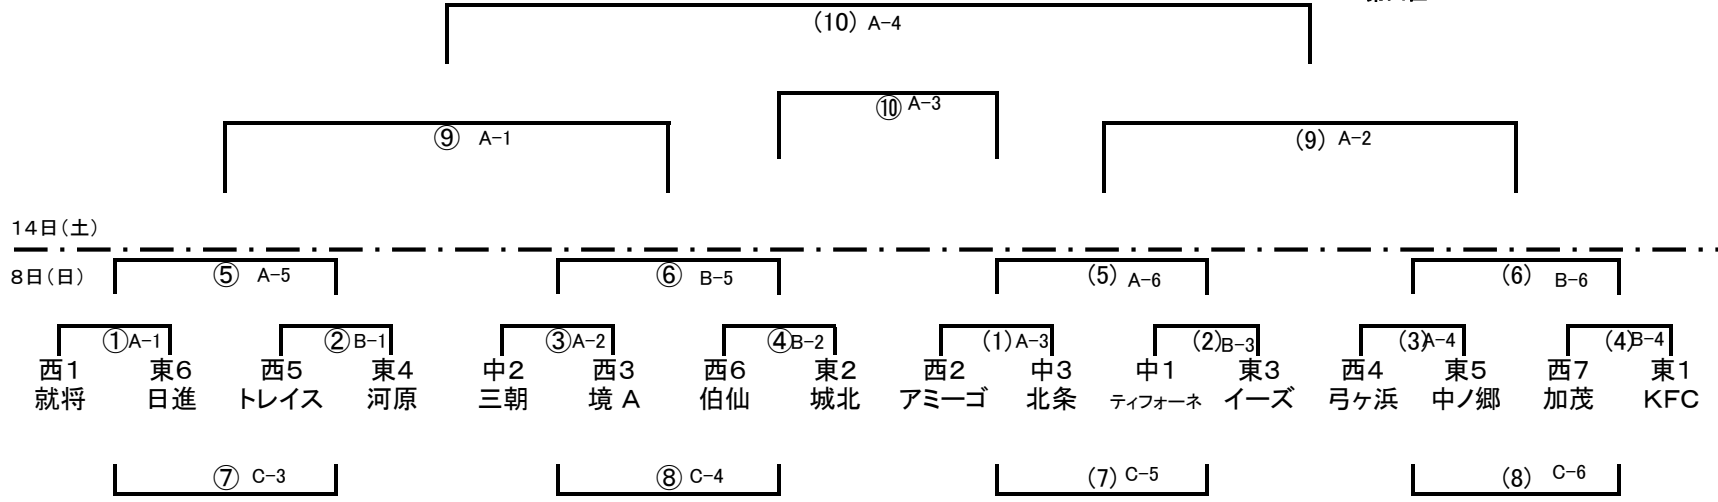 (10) A-4
⑩ A-3
⑨ A-1
(9) A-2
14日(土)
8日(日)
⑤ A-5
⑥ B-5
(5) A-6
(6) B-6
①A-1 ②B-1 ③A-2 ④B-2 (1)A-3 (2)B-3 (3)A-4 (4)B-4
西1 東6 西5 東4 中2 西3 西6 東2 西2 中3 中1 東3 西4 東5 西7 東1
就将 日進 トレイス 河原 三朝 境 A 伯仙 城北 アミーゴ 北条 ティフォーネ イーズ 弓ヶ浜 中ノ郷 加茂 KFC
⑦ C-3
⑧ C-4
(7) C-5
(8) C-6